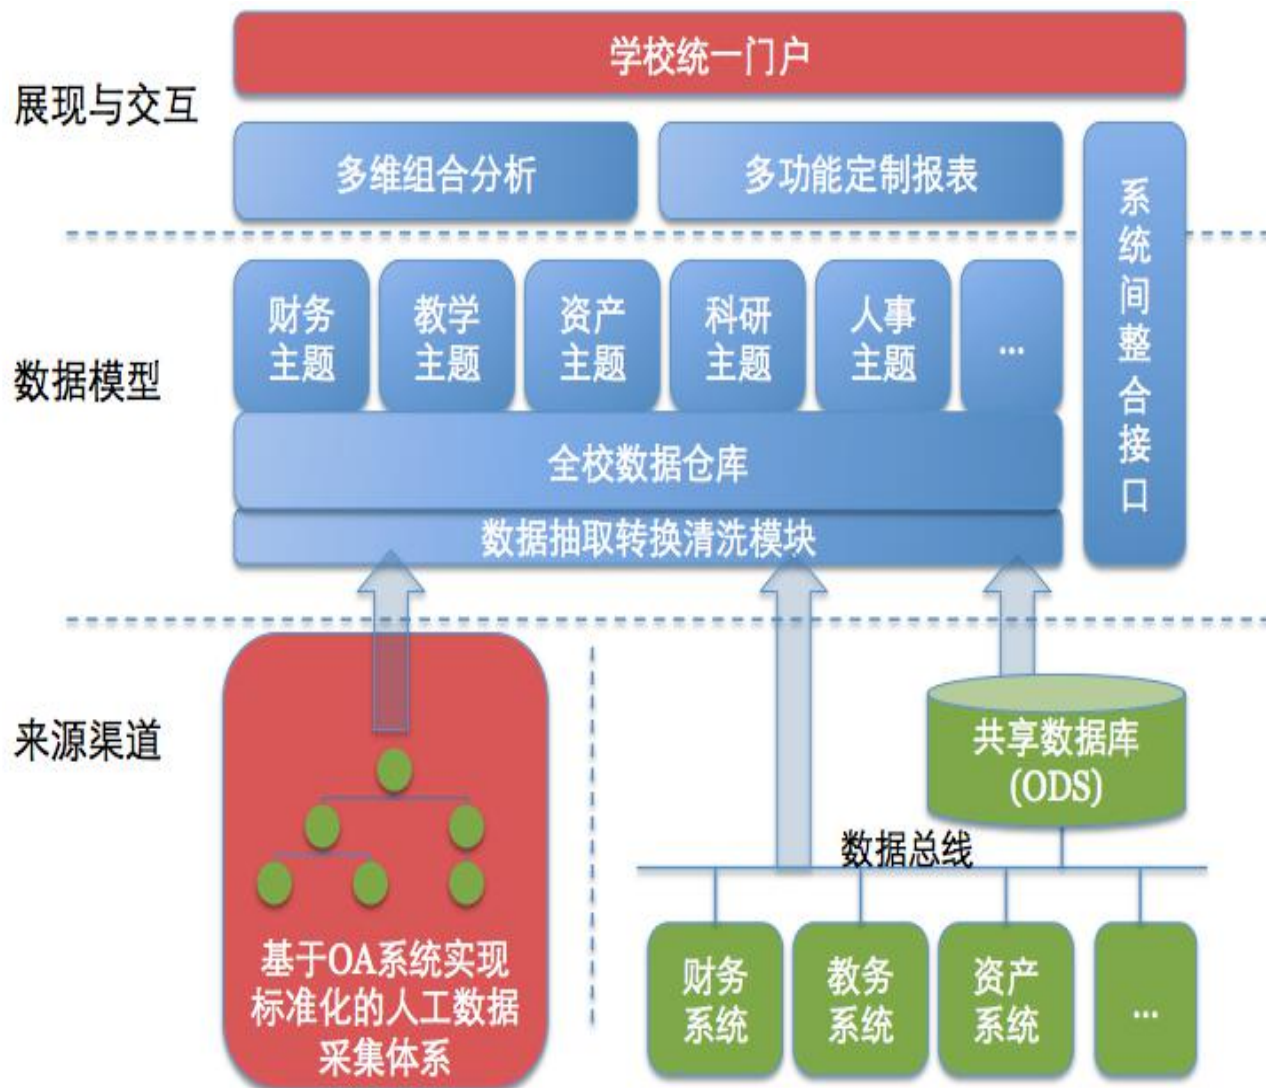 学校统一门户
展现与交互
多维组合分析
多功能定制报表
系统间整合接口
数据模型
财务
主题
教学
主题
资产
主题
科研
主题
人事
主题
...
全校数据仓库
数据抽取转换清洗模块
来源渠道
基于OA系统实现
标准化的人工数据
采集体系
共享数据库
(ODS)
数据总线
财务
系统
教务
系统
资产
系统
...